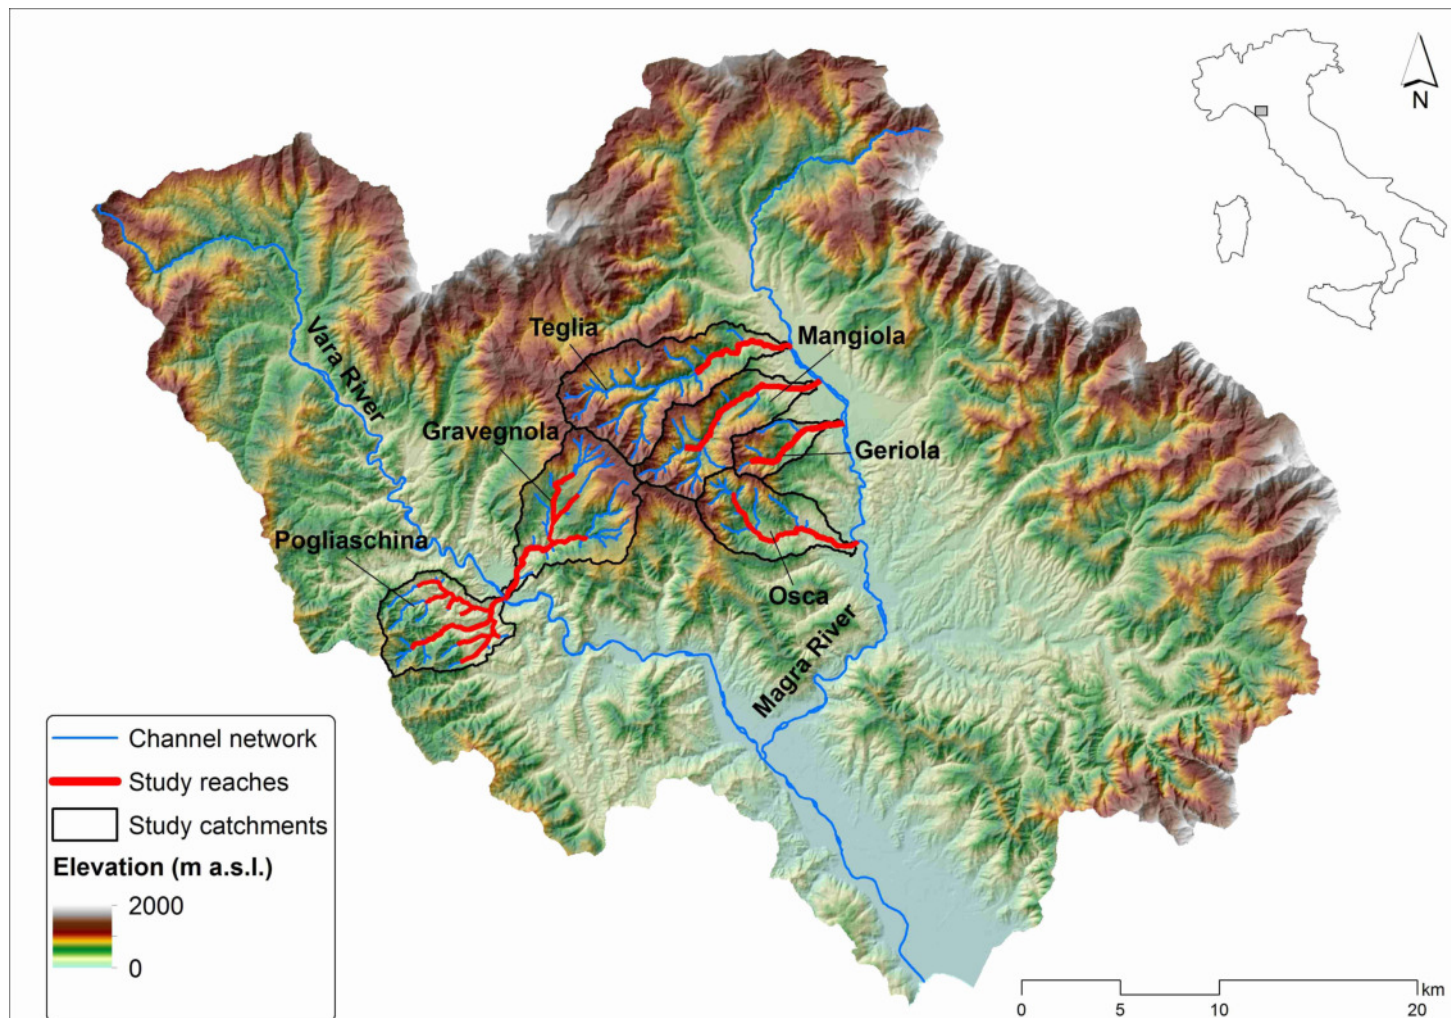 N
Teglia
Mangiola
Vara River
Gravegnola
Geriola
Pogliaschina
Osca
Magra River
Channel network
Study reaches
Study catchments
Elevation (m a.s.l.)
2000
0
km
0 5 10 20